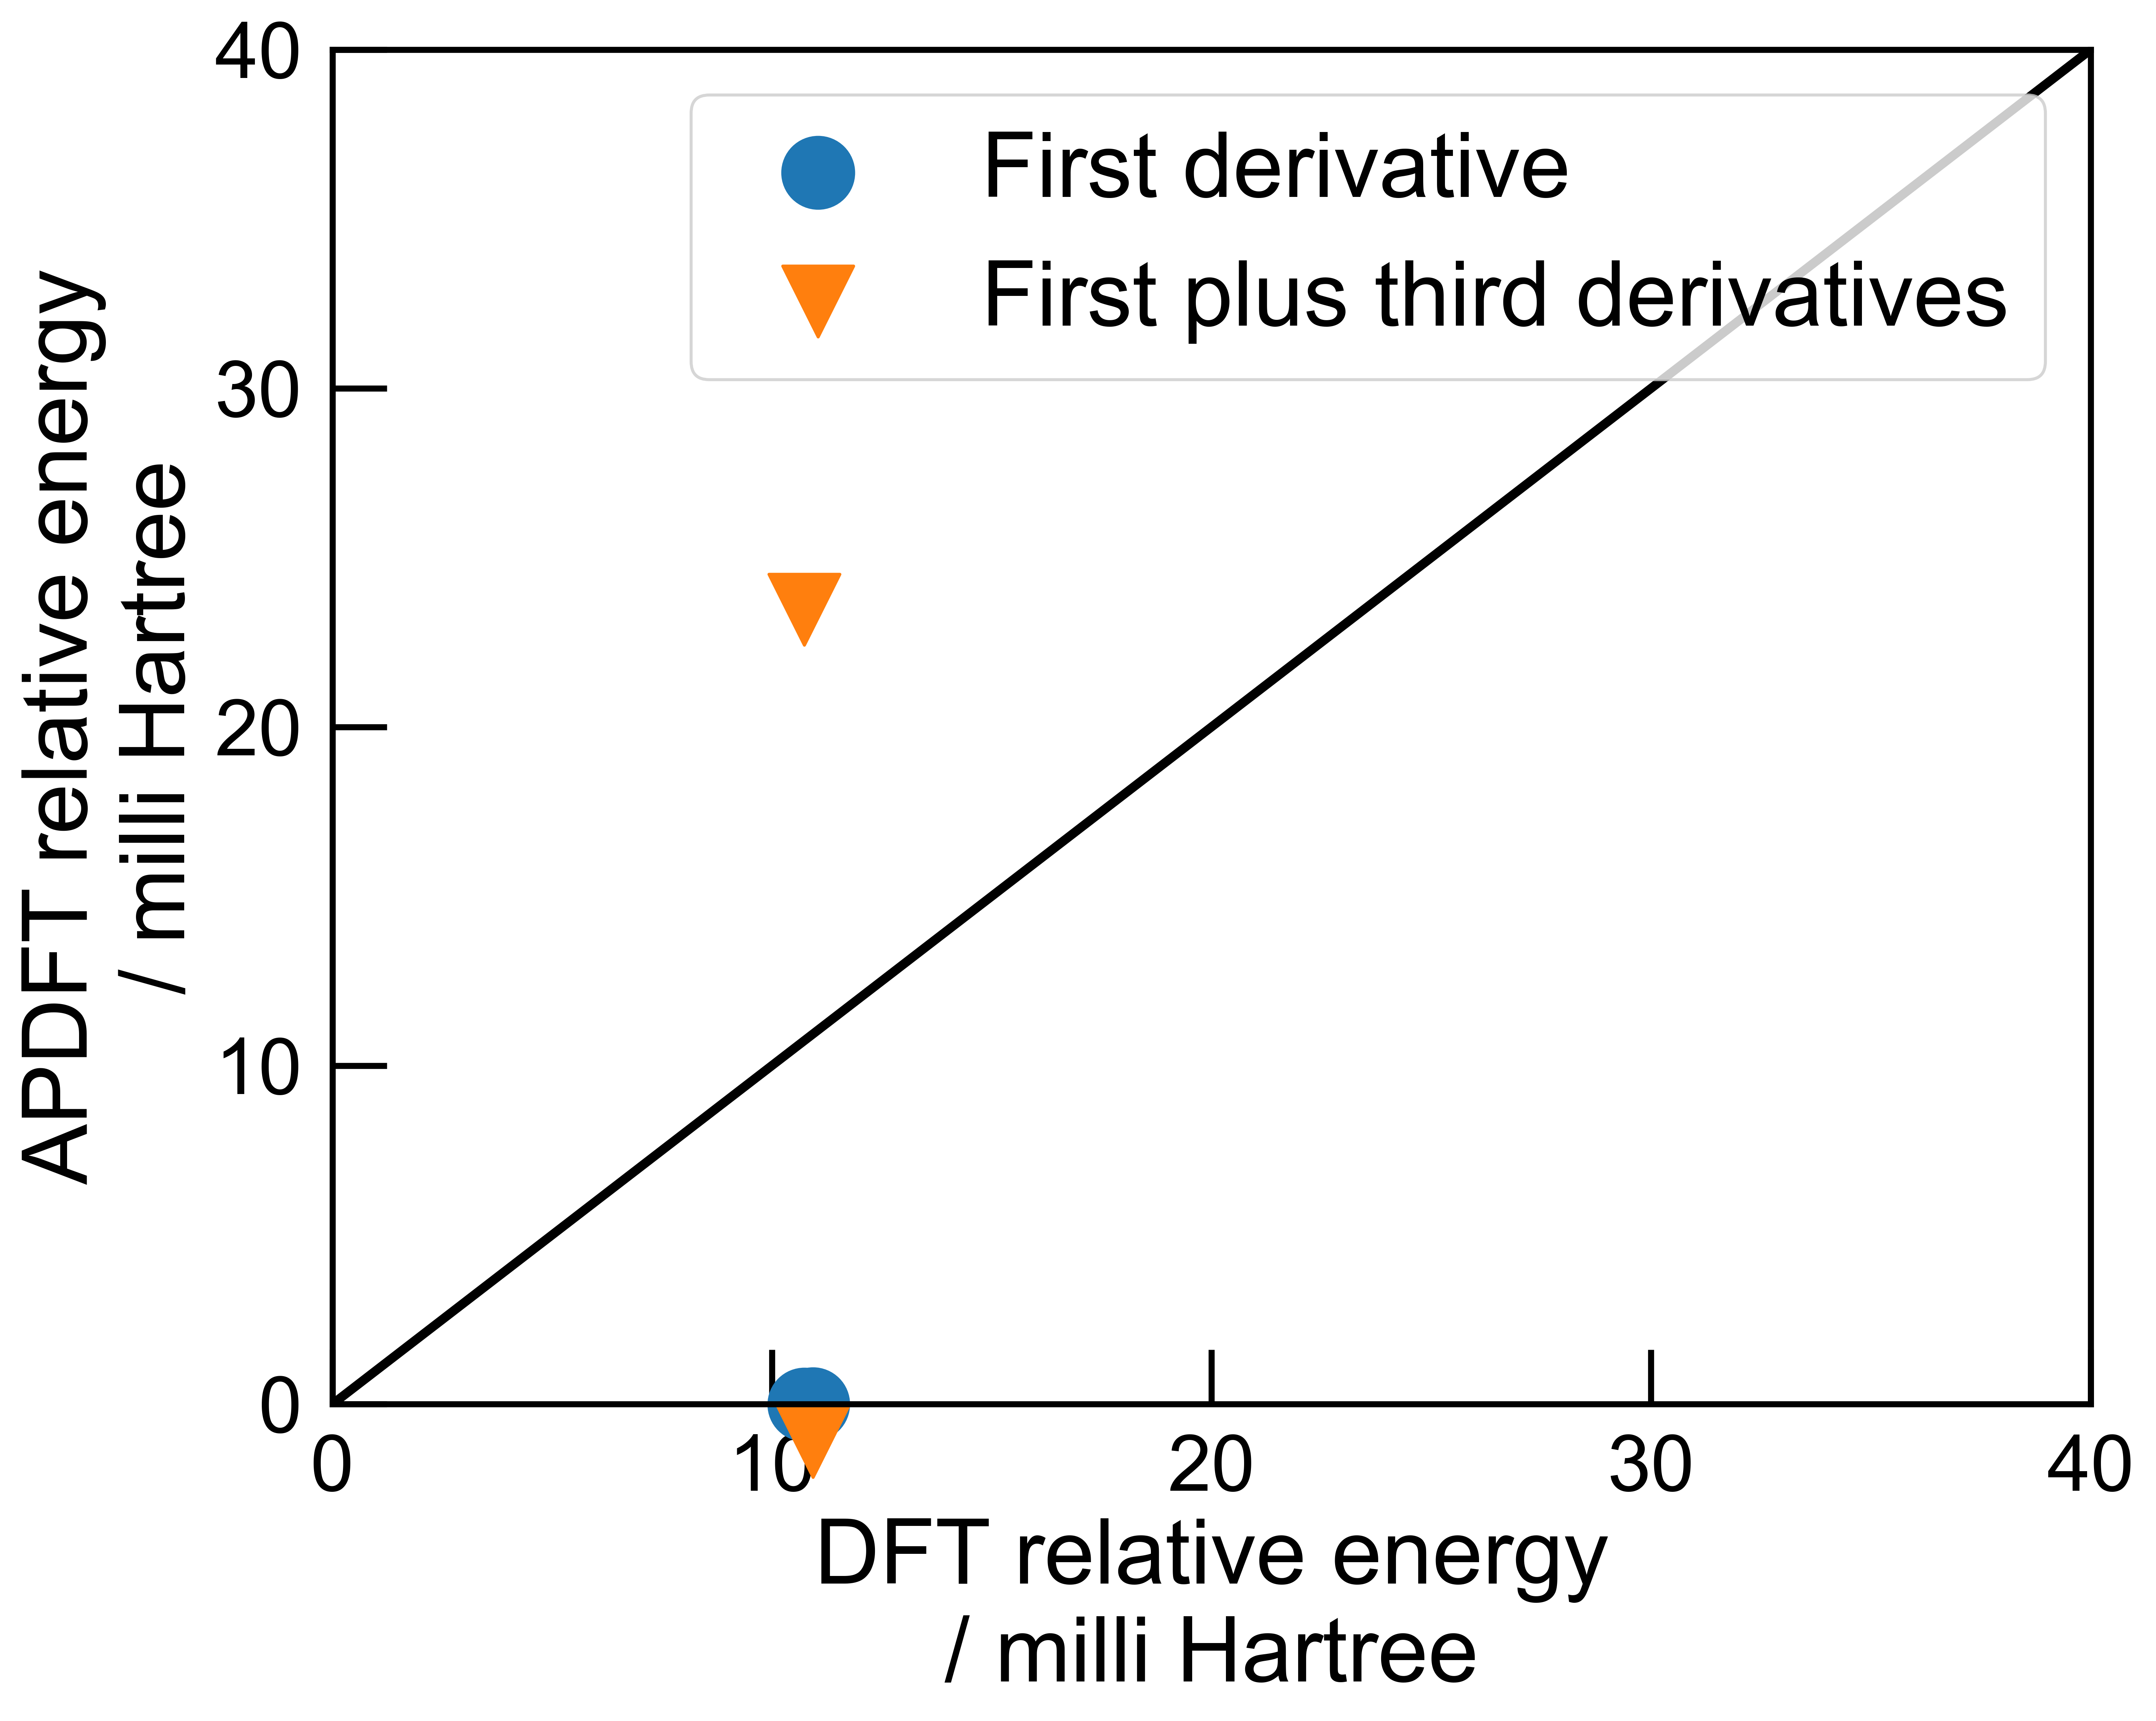 40
30
20
10
0
APDFT relative energy
/ milli Hartree
First derivative
First plus third derivatives
0
10
20
30
40
DFT relative energy
/ milli Hartree